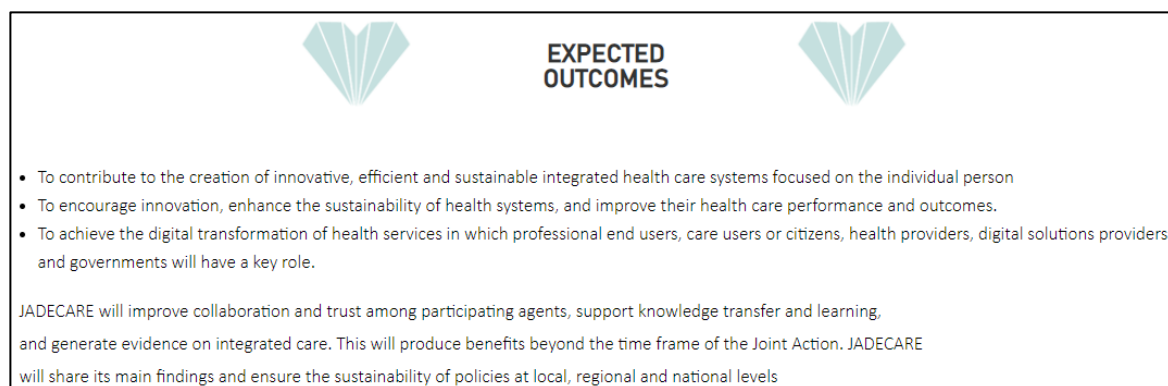 EXPECTED
OUTCOMES
• To contribute to the creation of innovative, efficient and sustainable integrated health care systems focused on the individual person
• To encourage innovation, enhance the sustainability of health systems, and improve their health care performance and outcomes.
• To achieve the digital transformation of health services in which professional end users, care users or citizens, health providers, digital solutions providers
and governments will have a key role.
JADECARE will improve collaboration and trust among participating agents, support knowledge transfer and learning,
and generate evidence on integrated care. This will produce benefits beyond the time frame of the Joint Action. JADECARE
will share its main findings and ensure the sustainability of policies at local, regional and national levels